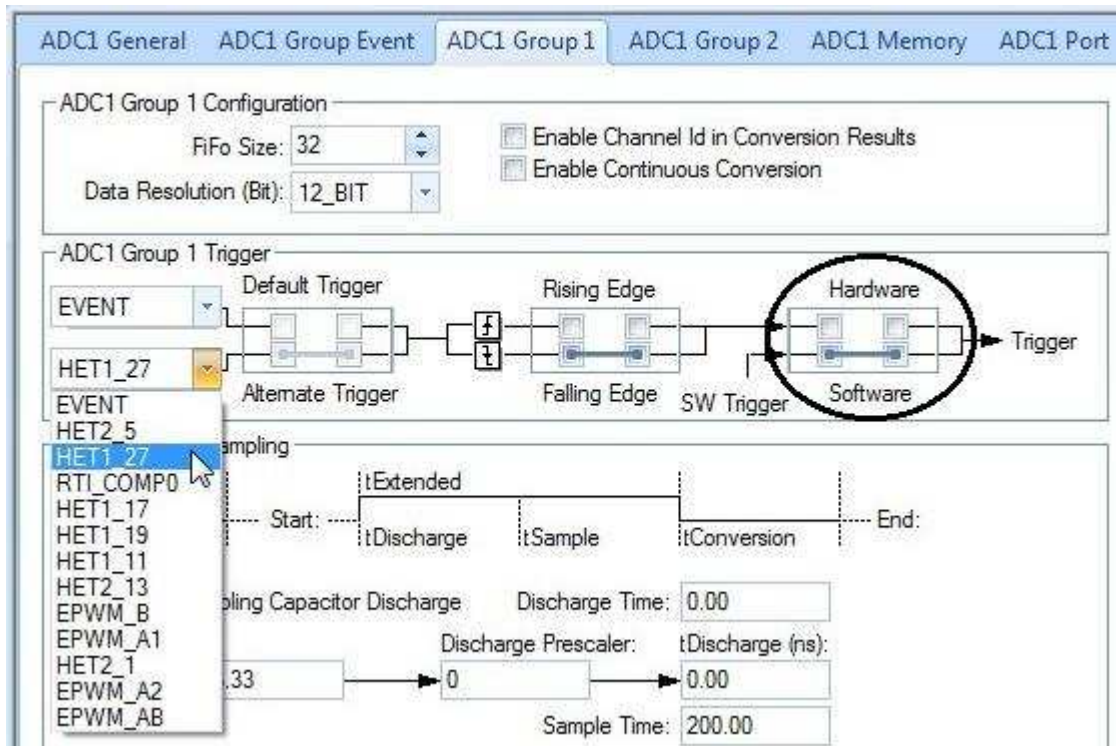 ADC1 General ADC1 Group Event ADC1 Group 1 ADC1 Group 2 ADC1 Memory ADC1 Port
ADC1 Group 1 Configuration
FiFo Size: 32
Enable Channel Id in Conversion Results
Data Resolution (Bit): 12_BIT
Enable Continuous Conversion
ADC1 Group 1 Trigger
EVENT
Default Trigger
Rising Edge
Hardware
Trigger
HET1_27
Alternate Trigger
Falling Edge
SW Trigger
Software
EVENT
HET2_5
HET1_27
RTI_COMP0
HET1_17
HET1_19
HET1_11
HET2_13
EPWM_B
EPWM_A1
HET2_1
EPWM_A2
EPWM_AB
ampling
tExtended
Start:
End:
tDischarge
tSample
tConversion
pling Capacitor Discharge
Discharge Time: 0.00
Discharge Prescaler:
tDischarge (ns):
.33
0
0.00
Sample Time: 200.00